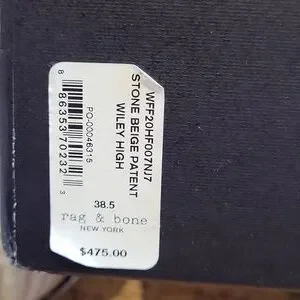 WFF20HF007NJ7
STONE BEIGE PATENT
WILEY HIGH
PO-00046315
8 86353 70232 3
38.5
rag & bone
NEW YORK
$475.00